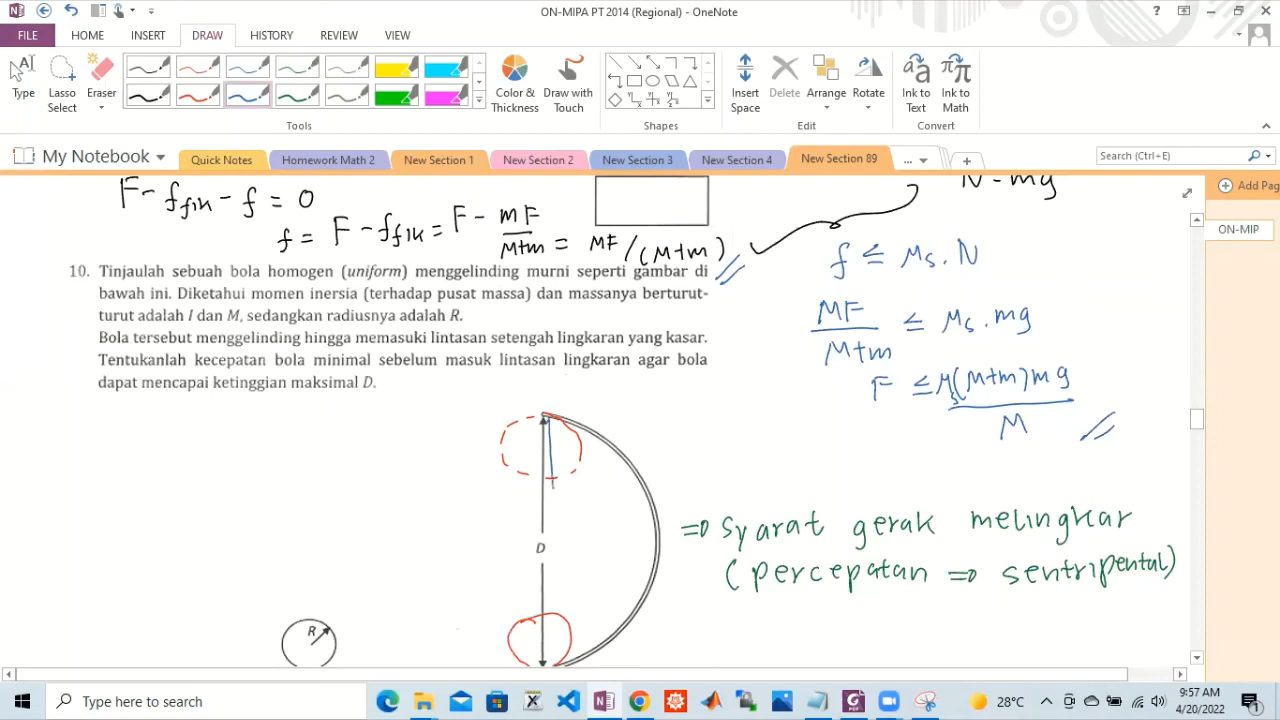 ON-MIPA PT 2014 (Regional) - OneNote
FILE HOME INSERT DRAW HISTORY REVIEW VIEW
Type Lasso Select Eraser Color & Thickness Draw with Touch Insert Space Delete Arrange Rotate Ink to Text Ink to Math
Tools Shapes Edit Convert
My Notebook Quick Notes Homework Math 2 New Section 1 New Section 2 New Section 3 New Section 4 New Section 89 ... + Search (Ctrl+E)
Add Pag
ON-MIP
N = mg
F - f fik - f = 0
f = F - f fik = F - mF/M+m = MF/(M+m)
10. Tinjaulah sebuah bola homogen (uniform) menggelinding murni seperti gambar di
bawah ini. Diketahui momen inersia (terhadap pusat massa) dan massanya berturut-
turut adalah I dan M, sedangkan radiusnya adalah R.
Bola tersebut menggelinding hingga memasuki lintasan setengah lingkaran yang kasar.
Tentukanlah kecepatan bola minimal sebelum masuk lintasan lingkaran agar bola
dapat mencapai ketinggian maksimal D.
f ≤ μs . N
MF/M+m ≤ μs . mg
F ≤ μs(M+m)mg/M
D
R
⇒ Syarat gerak melingkar
(percepatan ⇒ sentripental)
Type here to search
28°C
9:57 AM
4/20/2022